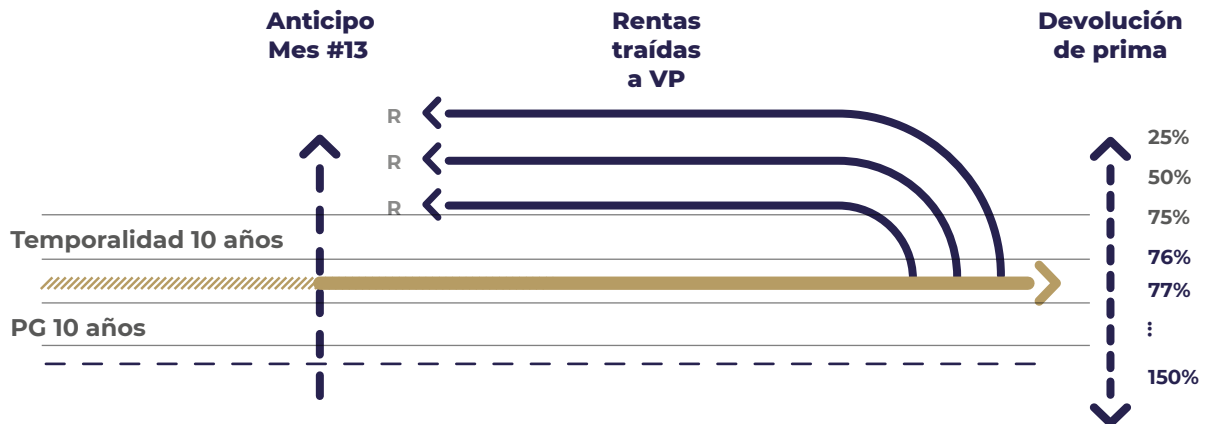 Anticipo
Mes #13
Rentas
traídas
a VP
Devolución
de prima
R
R
R
25%
50%
75%
76%
77%
⋮
150%
Temporalidad 10 años
PG 10 años